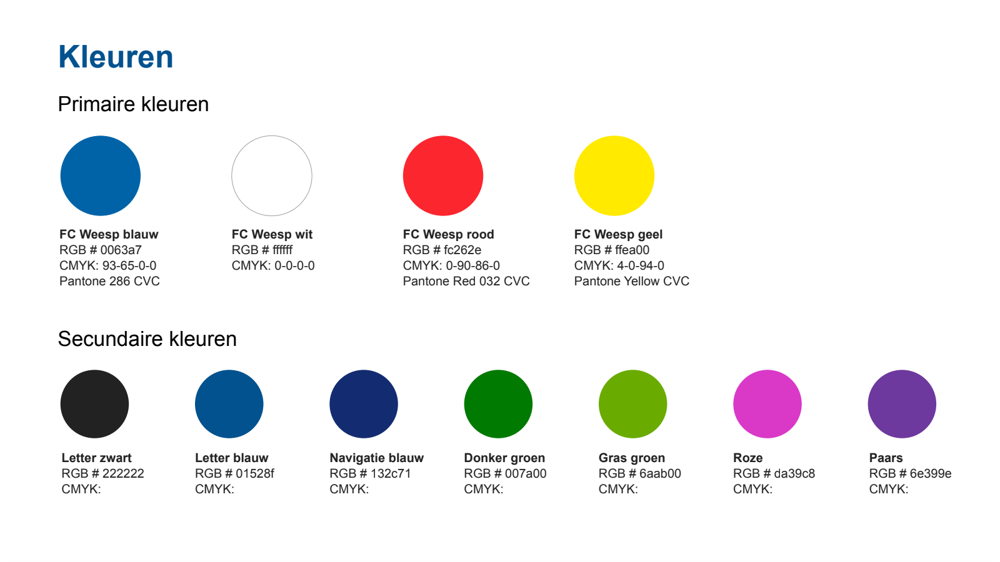 Kleuren
Primaire kleuren
FC Weesp blauw
RGB # 0063a7
CMYK: 93-65-0-0
Pantone 286 CVC
FC Weesp wit
RGB # ffffff
CMYK: 0-0-0-0
FC Weesp rood
RGB # fc262e
CMYK: 0-90-86-0
Pantone Red 032 CVC
FC Weesp geel
RGB # ffea00
CMYK: 4-0-94-0
Pantone Yellow CVC
Secundaire kleuren
Letter zwart
RGB # 222222
CMYK:
Letter blauw
RGB # 01528f
CMYK:
Navigatie blauw
RGB # 132c71
CMYK:
Donker groen
RGB # 007a00
CMYK:
Gras groen
RGB # 6aab00
CMYK:
Roze
RGB # da39c8
CMYK:
Paars
RGB # 6e399e
CMYK: